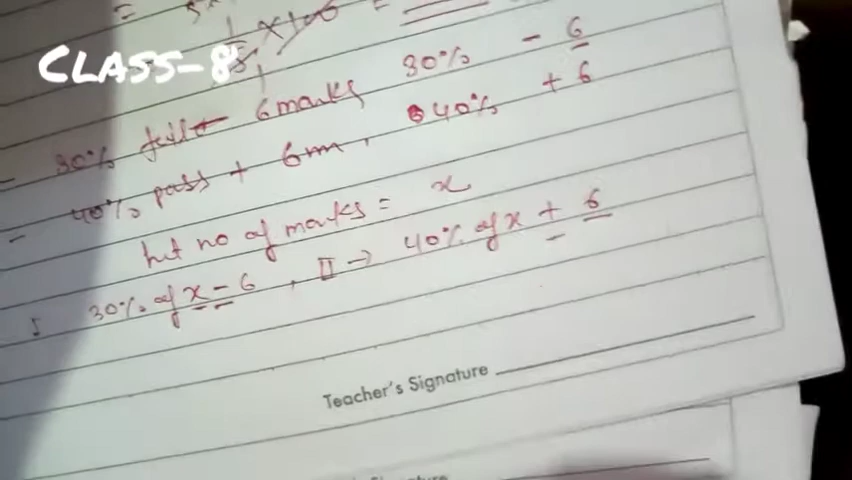 CLASS-8
30% fail 6 marks 30% - 6
= 40% pass + 6m, 40% + 6
let no of marks = x
I 30% of x - 6 , II → 40% of x + 6
Teacher's Signature